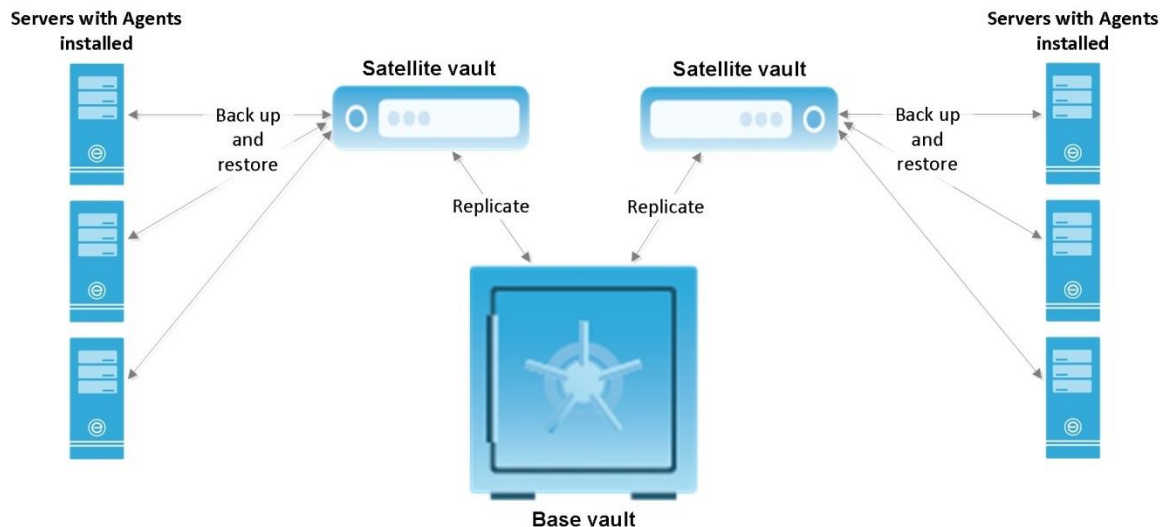 Servers with Agents
installed
Servers with Agents
installed
Satellite vault
Satellite vault
Back up
and
restore
Back up
and
restore
Replicate
Replicate
Base vault